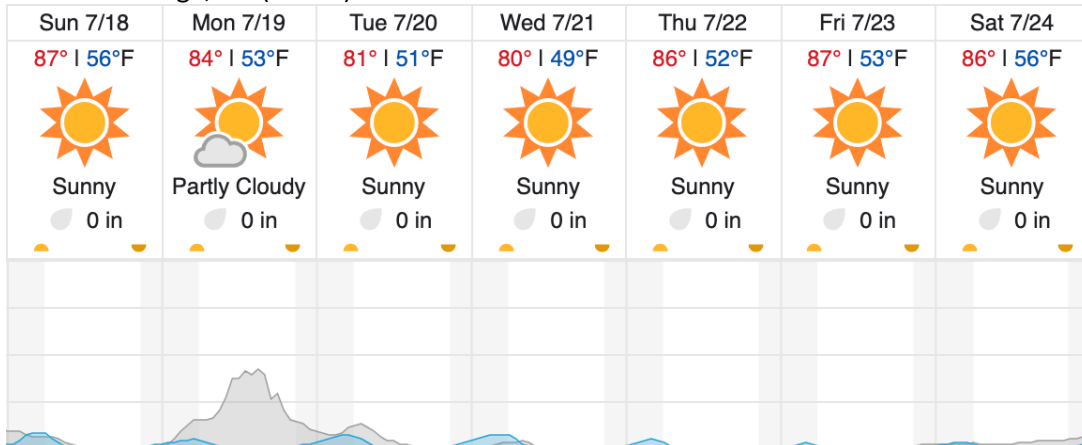 Sun 7/18 Mon 7/19 Tue 7/20 Wed 7/21 Thu 7/22 Fri 7/23 Sat 7/24
87° | 56°F 84° | 53°F 81° | 51°F 80° | 49°F 86° | 52°F 87° | 53°F 86° | 56°F
Sunny Partly Cloudy Sunny Sunny Sunny Sunny Sunny
0 in 0 in 0 in 0 in 0 in 0 in 0 in